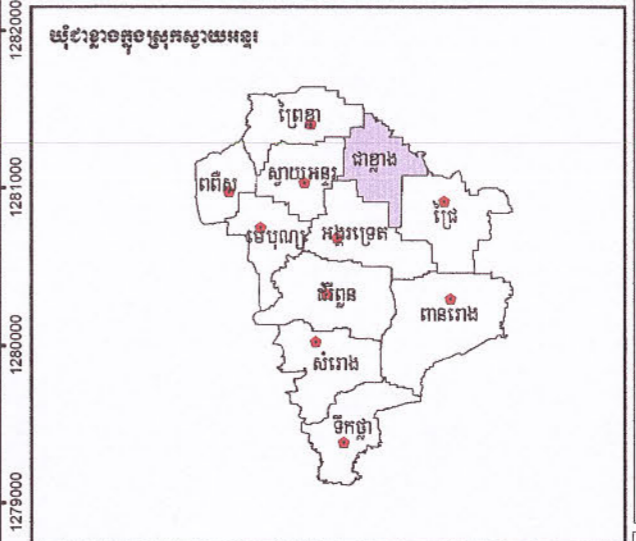 1282000
ឃុំជាខ្លាងក្នុងស្រុកស្វាយអន្ទរ
ព្រៃខ្លា
ជាខ្លាង
ស្វាយអន្ទរ
1281000
ពពឺស
ជ្រៃ
មេបុណ្យ
អង្គរទ្រេត
ដំរីពួន
ពានរោង
1280000
សំរោង
ទឹកថ្លា
1279000